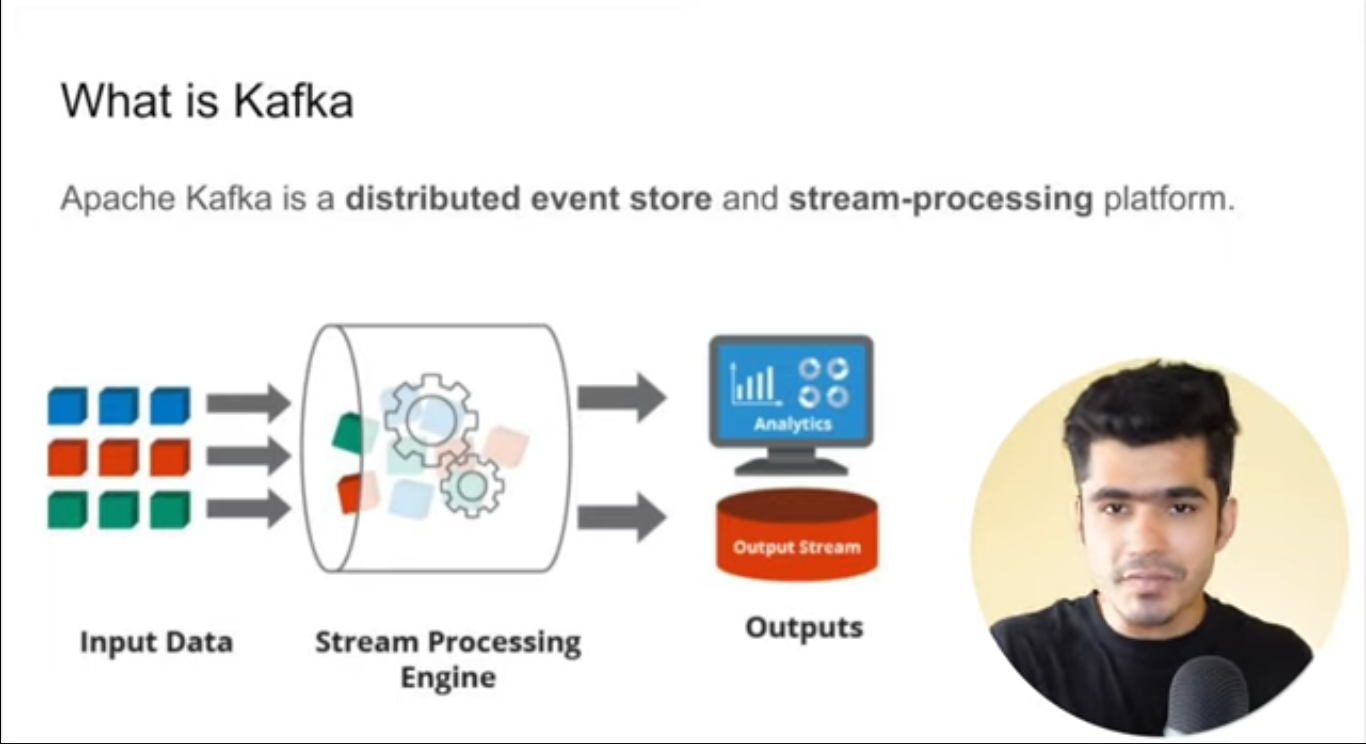 What is Kafka
Apache Kafka is a distributed event store and stream-processing platform.
Analytics
Output Stream
Input Data
Stream Processing
Engine
Outputs